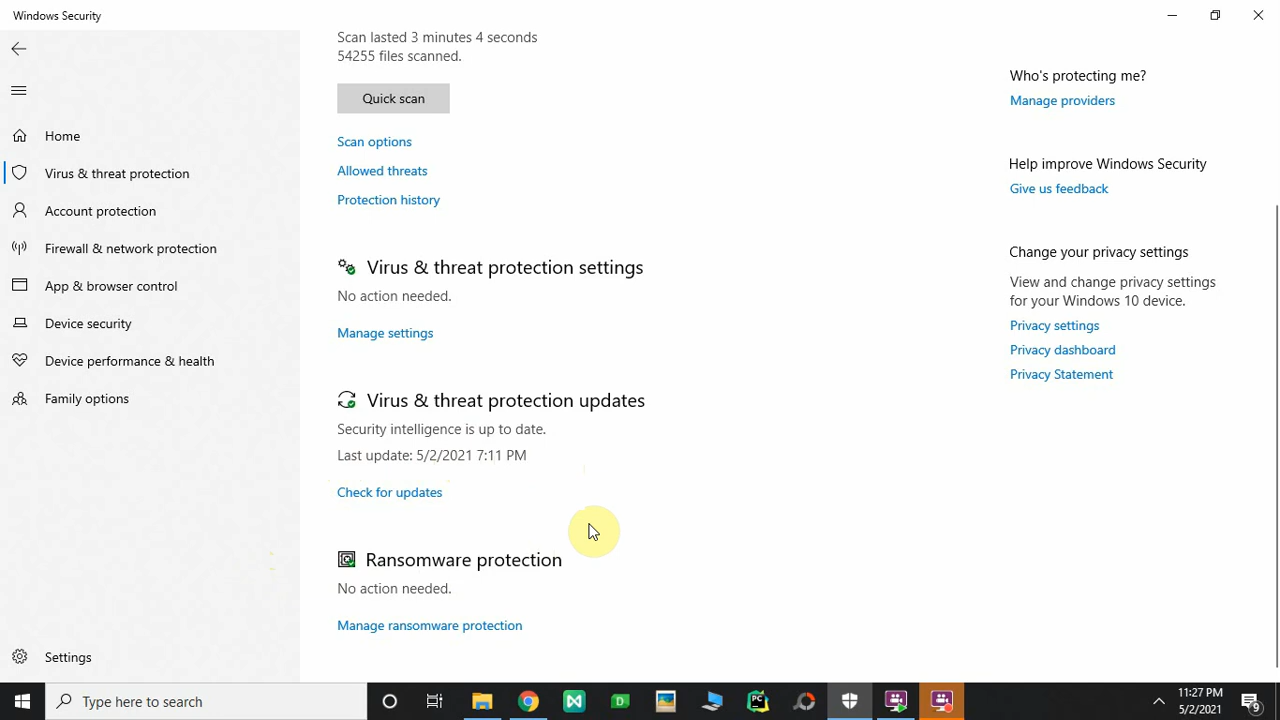 Windows Security
Home
Virus & threat protection
Account protection
Firewall & network protection
App & browser control
Device security
Device performance & health
Family options
Settings
Scan lasted 3 minutes 4 seconds
54255 files scanned.
Quick scan
Scan options
Allowed threats
Protection history
Virus & threat protection settings
No action needed.
Manage settings
Virus & threat protection updates
Security intelligence is up to date.
Last update: 5/2/2021 7:11 PM
Check for updates
Ransomware protection
No action needed.
Manage ransomware protection
Who's protecting me?
Manage providers
Help improve Windows Security
Give us feedback
Change your privacy settings
View and change privacy settings
for your Windows 10 device.
Privacy settings
Privacy dashboard
Privacy Statement
Type here to search
D
PC
11:27 PM
5/2/2021
9